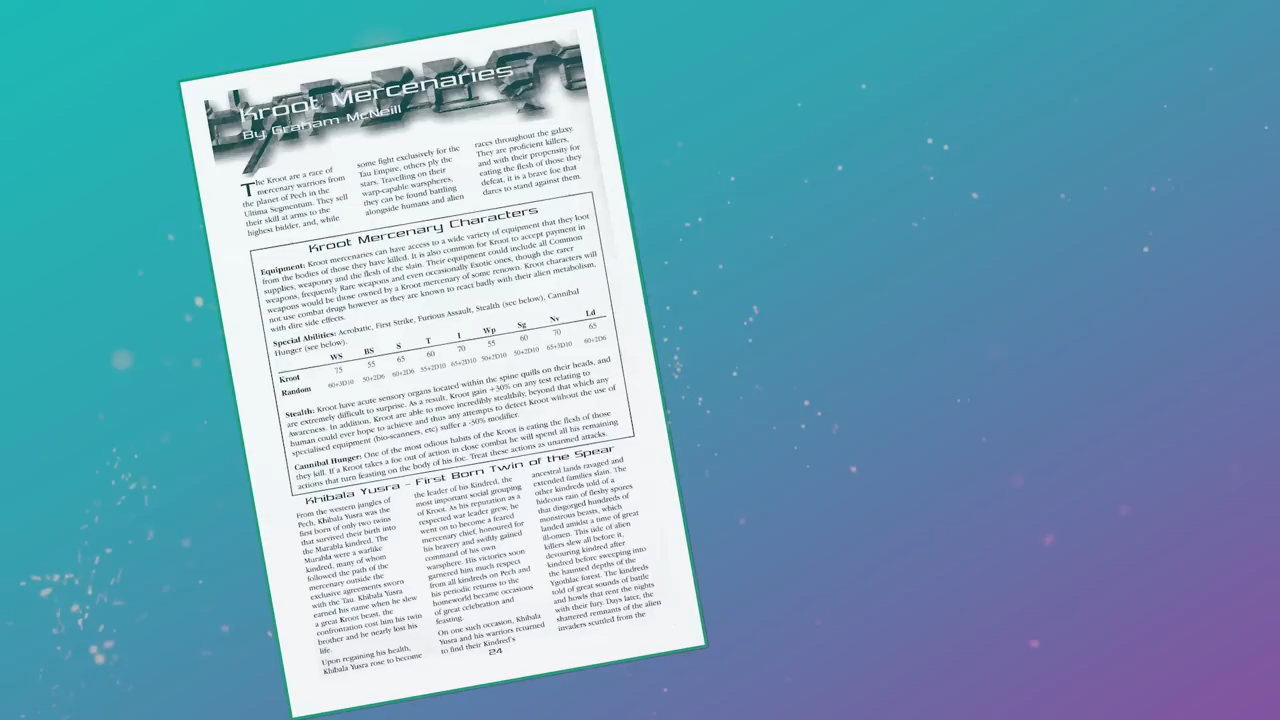 Kroot Mercenaries
By Graham McNeill
The Kroot are a race of
mercenary warriors from
the planet of Pech in the
Ultima Segmentum. They sell
their skill at arms to the
highest bidder, and, while
some fight exclusively for the
Tau Empire, others ply the
stars. Travelling on their
warp-capable warspheres,
they can be found battling
alongside humans and alien
races throughout the galaxy.
They are proficient killers,
and with their propensity for
eating the flesh of those they
defeat, it is a brave foe that
dares to stand against them.
Kroot Mercenary Characters
Equipment: Kroot mercenaries can have access to a wide variety of equipment that they loot
from the bodies of those they have killed. It is also common for Kroot to accept payment in
supplies, weaponry and the flesh of the slain. Their equipment could include all Common
weapons, frequently Rare weapons and even occasionally Exotic ones, though the rarer
weapons would be those owned by a Kroot mercenary of some renown. Kroot characters will
not use combat drugs however as they are known to react badly with their alien metabolism,
with dire side effects.
Special Abilities: Acrobatic, First Strike, Furious Assault, Stealth (see below), Cannibal
Hunger (see below).
WS BS S T I Wp Sg Nv Ld
Kroot 75 55 65 60 70 55 60 70 65
Random 60+3D10 50+2D6 60+2D6 55+2D10 65+2D10 50+2D10 50+2D10 65+3D10 60+2D6
Stealth: Kroot have acute sensory organs located within the spine quills on their heads, and
are extremely difficult to surprise. As a result, Kroot gain +30% on any test relating to
Awareness. In addition, Kroot are able to move incredibly stealthily, beyond that which any
human could ever hope to achieve and thus any attempts to detect Kroot without the use of
specialised equipment (bio-scanners, etc) suffer a -30% modifier.
Cannibal Hunger: One of the most odious habits of the Kroot is eating the flesh of those
they kill. If a Kroot takes a foe out of action in close combat he will spend all his remaining
actions that turn feasting on the body of his foe. Treat these actions as unarmed attacks.
Khibala Yusra – First Born Twin of the Spear
From the western jungles of
Pech, Khibala Yusra was the
first born of only two twins
that survived their birth into
the Murabla kindred. The
Murabla were a warlike
kindred, many of whom
followed the path of the
mercenary outside the
exclusive agreements sworn
with the Tau. Khibala Yusra
earned his name when he slew
a great Kroot beast, the
confrontation cost him his twin
brother and he nearly lost his
life.
Upon regaining his health,
Khibala Yusra rose to become
the leader of his Kindred, the
most important social grouping
of Kroot. As his reputation as a
respected war leader grew, he
went on to become a feared
mercenary chief, honoured for
his bravery and swiftly gained
command of his own
warsphere. His victories soon
garnered him much respect
from all kindreds on Pech and
his periodic returns to the
homeworld became occasions
of great celebration and
feasting.
On one such occasion, Khibala
Yusra and his warriors returned
to find their Kindred's
ancestral lands ravaged and
extended families slain. The
other kindreds told of a
hideous rain of fleshy spores
that disgorged hundreds of
monstrous beasts, which
landed amidst a time of great
ill-omen. This tide of alien
killers slew all before it,
devouring kindred after
kindred before sweeping into
the haunted depths of the
Ygothlac forest. The kindreds
told of great sounds of battle
and howls that rent the nights
with their fury. Days later, the
shattered remnants of the alien
invaders scuttled from the
24